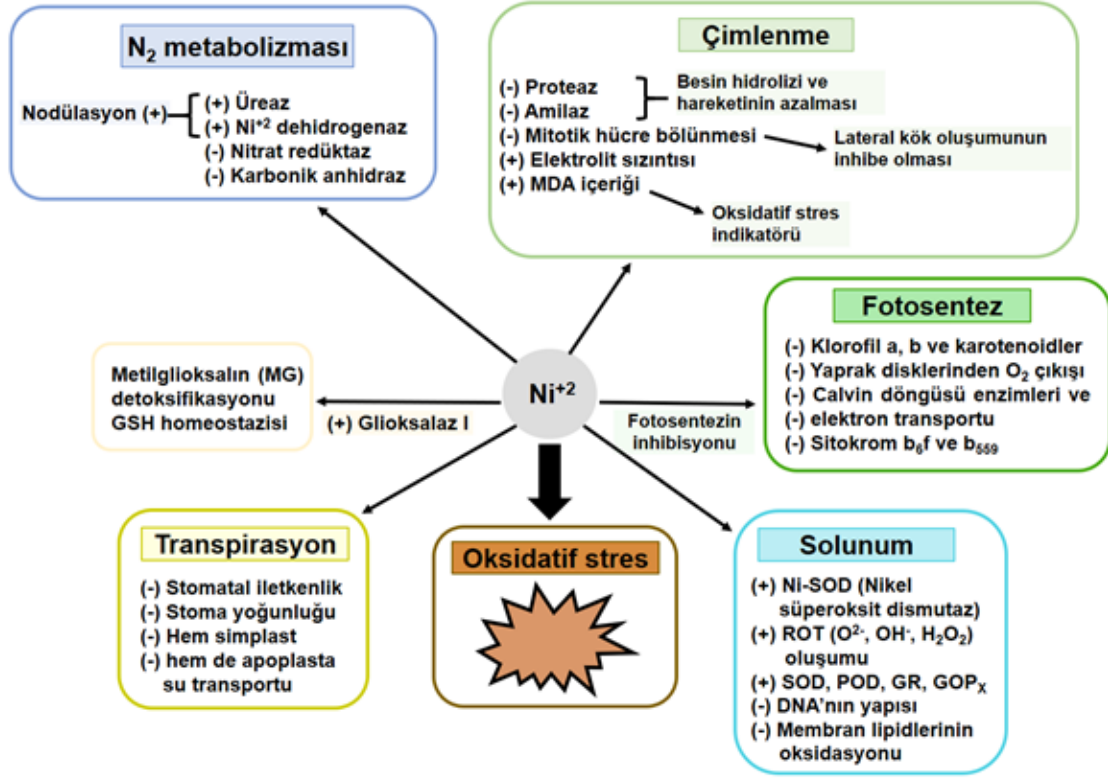 N₂ metabolizması
Nodülasyon (+)
(+) Üreaz
(+) Ni⁺² dehidrogenaz
(-) Nitrat redüktaz
(-) Karbonik anhidraz
Çimlenme
(-) Proteaz
(-) Amilaz
(-) Mitotik hücre bölünmesi
(+) Elektrolit sızıntısı
(+) MDA içeriği
Besin hidrolizi ve
hareketinin azalması
Lateral kök oluşumunun
inhibe olması
Oksidatif stres
indikatörü
Fotosentez
(-) Klorofil a, b ve karotenoidler
(-) Yaprak disklerinden O₂ çıkışı
(-) Calvin döngüsü enzimleri ve
(-) elektron transportu
(-) Sitokrom b₆f ve b₅₅₉
Metilglioksalın (MG)
detoksifikasyonu
GSH homeostazisi
(+) Glioksalaz I
Ni⁺²
Fotosentezin
inhibisyonu
Transpirasyon
(-) Stomatal iletkenlik
(-) Stoma yoğunluğu
(-) Hem simplast
(-) hem de apoplasta
su transportu
Oksidatif stres
Solunum
(+) Ni-SOD (Nikel
süperoksit dismutaz)
(+) ROT (O²⁻, OH⁻, H₂O₂)
oluşumu
(+) SOD, POD, GR, GOPₓ
(-) DNA’nın yapısı
(-) Membran lipidlerinin
oksidasyonu